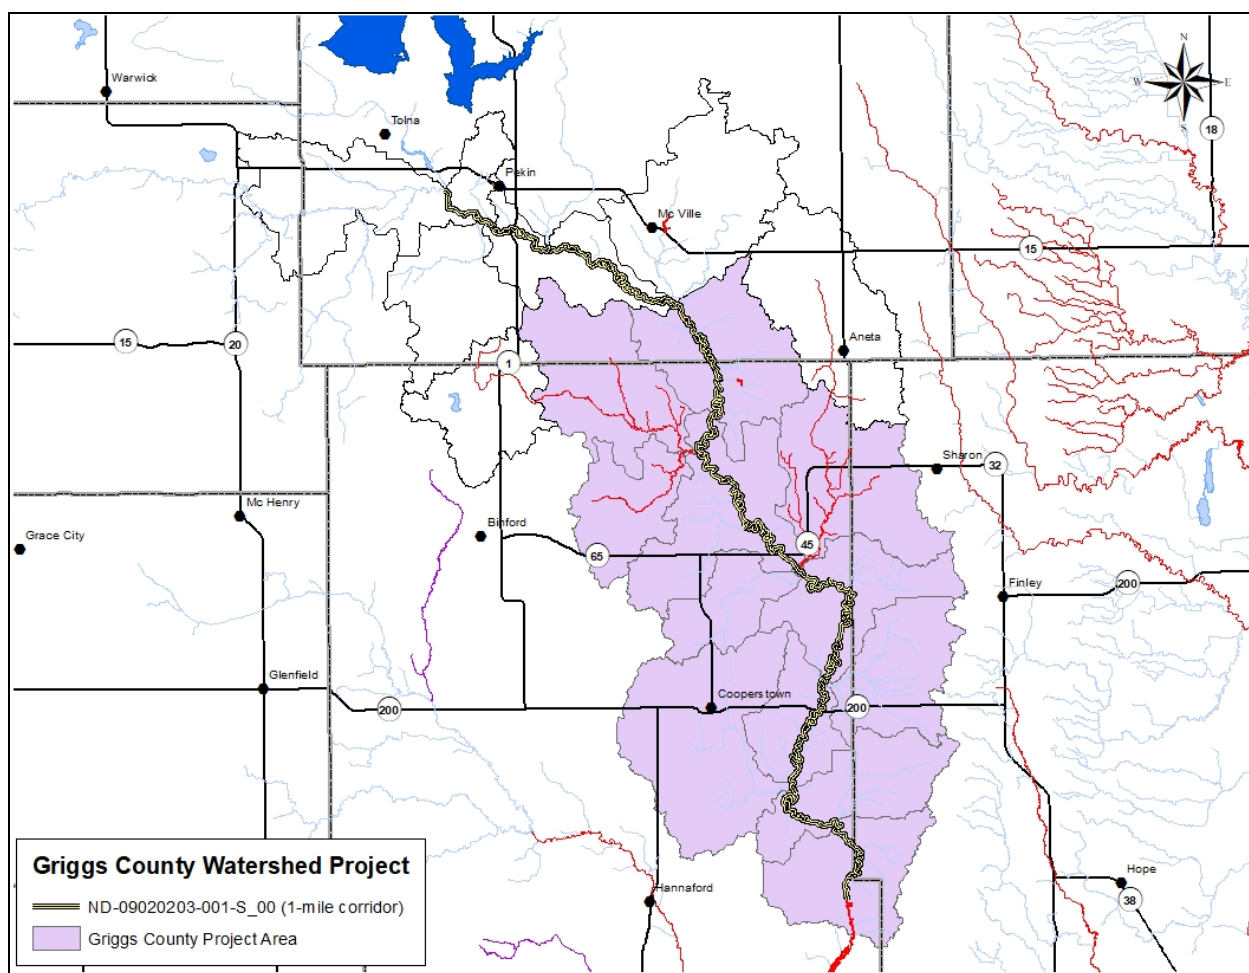 N
W
E
S
Warwick
Tolna
18
Pekin
Mc Ville
15
Aneta
15
20
1
Sharon
32
Mc Henry
Binford
Grace City
65
45
Finley
200
Glenfield
Cooperstown
200
200
Griggs County Watershed Project
ND-09020203-001-S_00 (1-mile corridor)
Griggs County Project Area
Hannaford
Hope
38